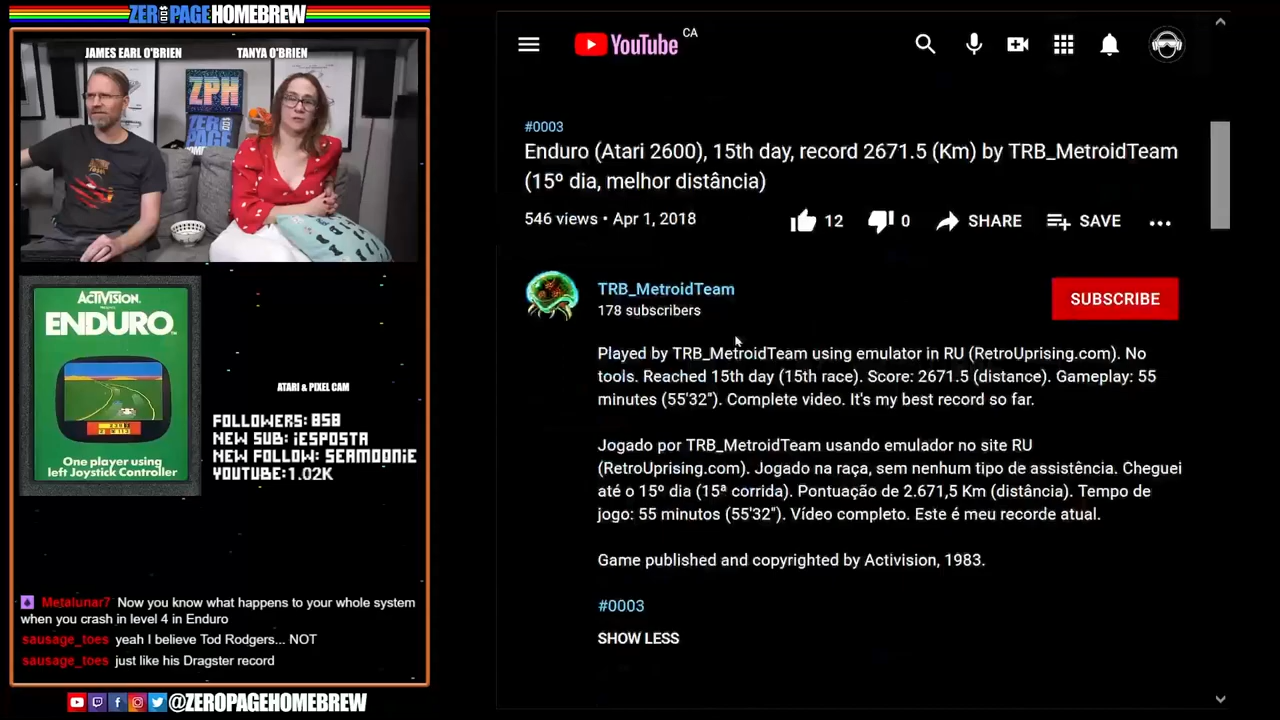 ZEROPAGEHOMEBREW
JAMES EARL O'BRIEN
TANYA O'BRIEN
ZPH
ZERO
PAGE
ACTIVISION
ENDURO
One player using
left Joystick Controller
ATARI & PIXEL CAM
FOLLOWERS: 858
NEW SUB: iESPOSTA
NEW FOLLOW: SEAMOONIE
YOUTUBE: 1.02K
Metalunar7 Now you know what happens to your whole system
when you crash in level 4 in Enduro
sausage_toes yeah I believe Tod Rodgers... NOT
sausage_toes just like his Dragster record
@ZEROPAGEHOMEBREW
YouTube CA
#0003
Enduro (Atari 2600), 15th day, record 2671.5 (Km) by TRB_MetroidTeam
(15º dia, melhor distância)
546 views • Apr 1, 2018
12
0
SHARE
SAVE
TRB_MetroidTeam
178 subscribers
SUBSCRIBE
Played by TRB_MetroidTeam using emulator in RU (RetroUprising.com). No
tools. Reached 15th day (15th race). Score: 2671.5 (distance). Gameplay: 55
minutes (55'32"). Complete video. It's my best record so far.
Jogado por TRB_MetroidTeam usando emulador no site RU
(RetroUprising.com). Jogado na raça, sem nenhum tipo de assistência. Cheguei
até o 15º dia (15ª corrida). Pontuação de 2.671,5 Km (distância). Tempo de
jogo: 55 minutos (55'32"). Vídeo completo. Este é meu recorde atual.
Game published and copyrighted by Activision, 1983.
#0003
SHOW LESS